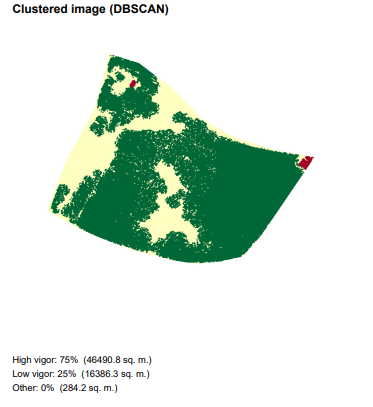 Clustered image (DBSCAN)
High vigor: 75% (46490.8 sq. m.)
Low vigor: 25% (16386.3 sq. m.)
Other: 0% (284.2 sq. m.)